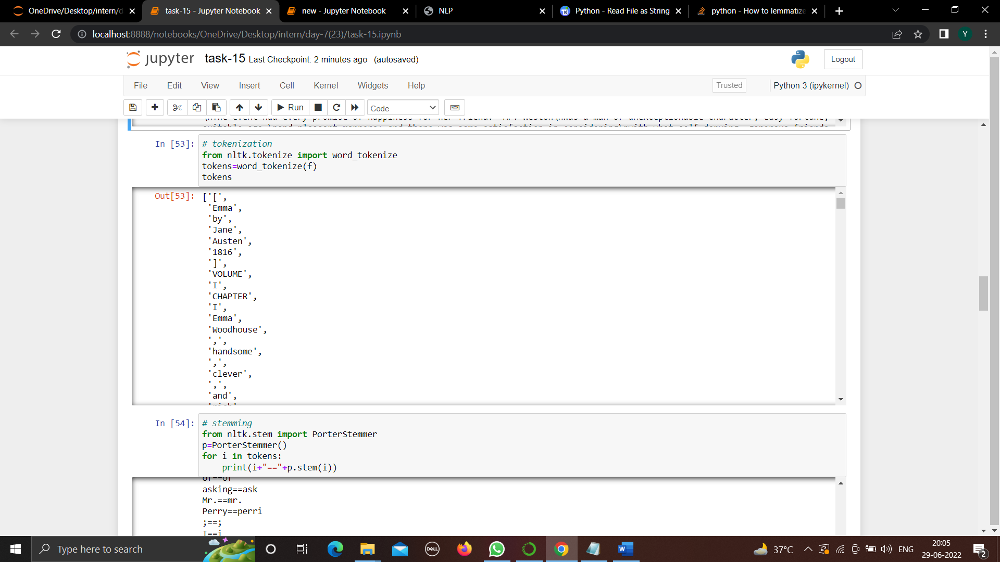 OneDrive/Desktop/intern/d
task-15 - Jupyter Notebook
new - Jupyter Notebook
NLP
Python - Read File as String
python - How to lemmatize
localhost:8888/notebooks/OneDrive/Desktop/intern/day-7(23)/task-15.ipynb
Y
jupyter task-15 Last Checkpoint: 2 minutes ago (autosaved)
Logout
File Edit View Insert Cell Kernel Widgets Help
Trusted
Python 3 (ipykernel)
Run
Code
In [53]: # tokenization
from nltk.tokenize import word_tokenize
tokens=word_tokenize(f)
tokens
Out[53]: ['[',
'Emma',
'by',
'Jane',
'Austen',
'1816',
']',
'VOLUME',
'I',
'CHAPTER',
'I',
'Emma',
'Woodhouse',
',',
'handsome',
',',
'clever',
',',
'and',
In [54]: # stemming
from nltk.stem import PorterStemmer
p=PorterStemmer()
for i in tokens:
print(i+"=="+p.stem(i))
of==of
asking==ask
Mr.==mr.
Perry==perri
;==;
I==i
Type here to search
DELL
37°C
ENG
20:05
29-06-2022
2